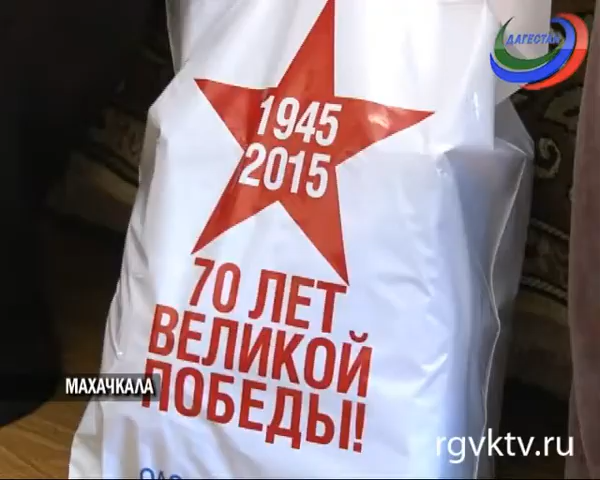 ДАГЕСТАН
1945
2015
70 ЛЕТ
ВЕЛИКОЙ
ПОБЕДЫ!
МАХАЧКАЛА
rgvktv.ru